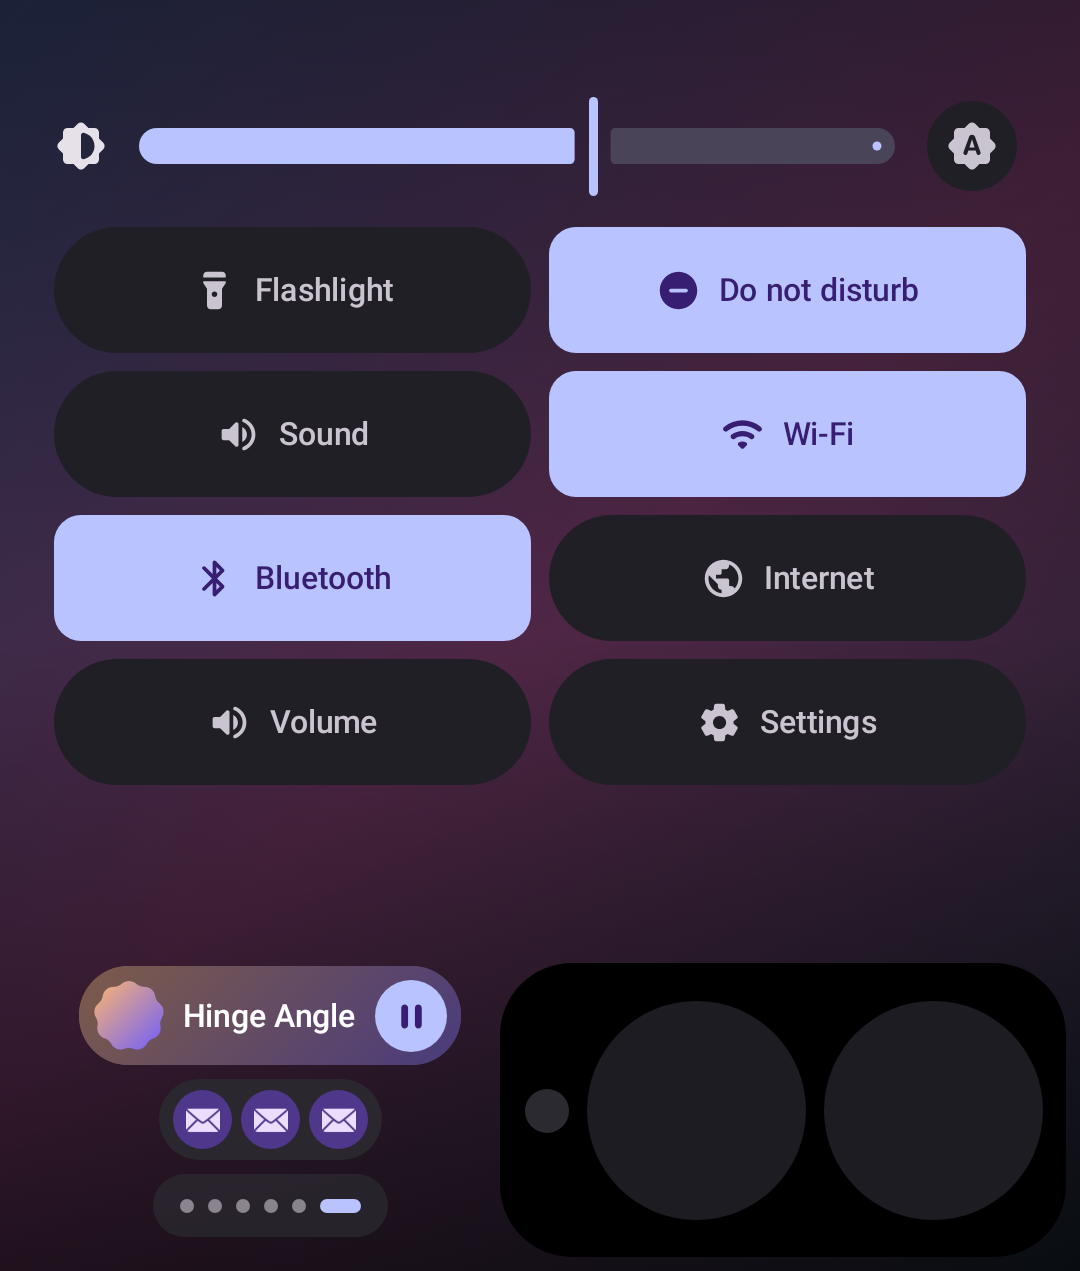 A
Flashlight
Do not disturb
Sound
Wi-Fi
Bluetooth
Internet
Volume
Settings
Hinge Angle